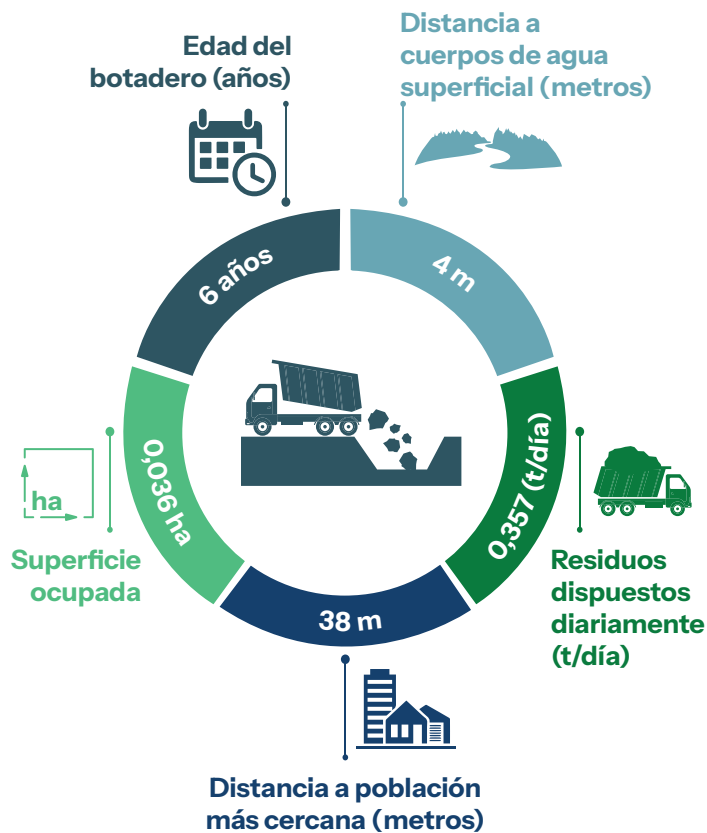 Edad del
botadero (años)
Distancia a
cuerpos de agua
superficial (metros)
6 años
4 m
0,036 ha
0,357 (t/día)
38 m
ha
Superficie
ocupada
Residuos
dispuestos
diariamente
(t/día)
Distancia a población
más cercana (metros)